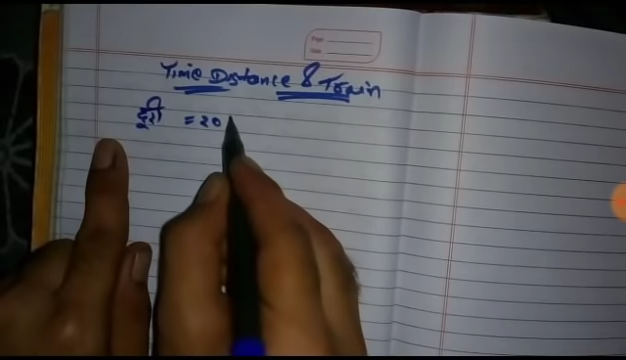 Time Distance & Train
दूरी = 20